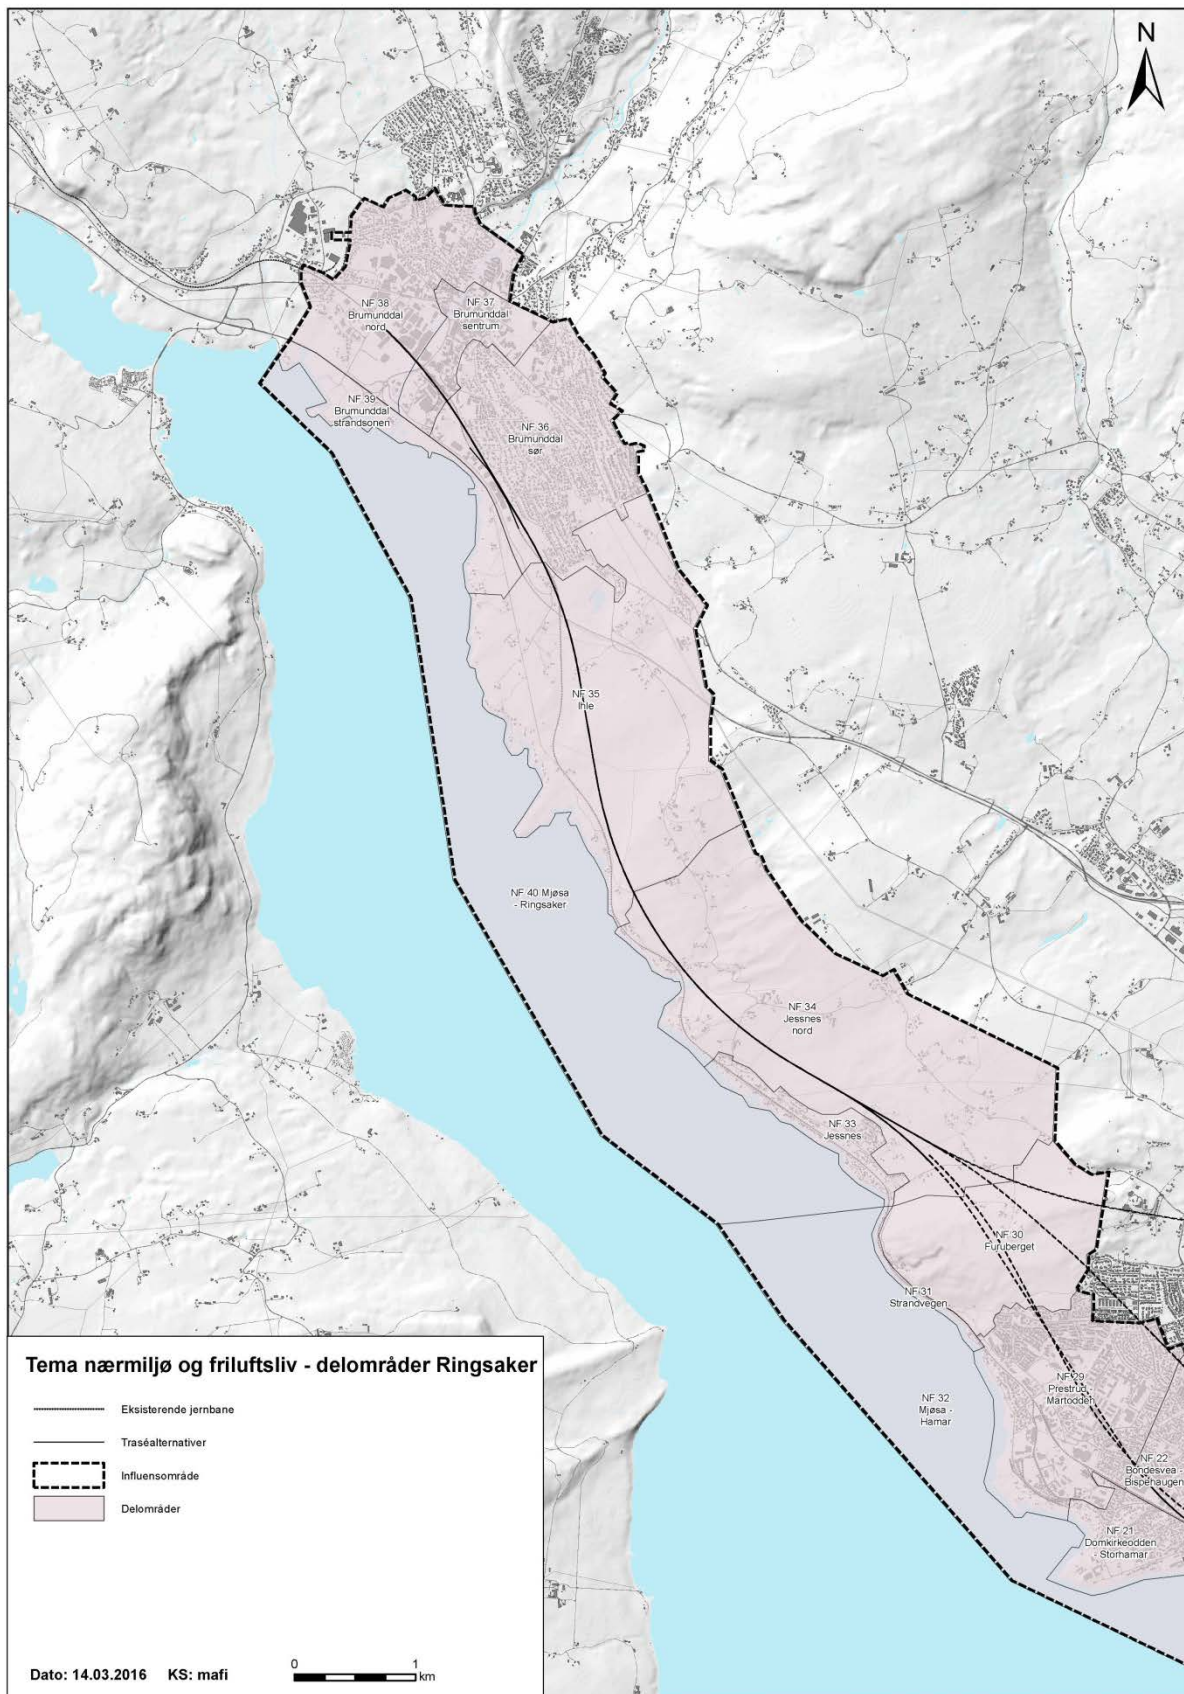 N
NF 38
Brumunddal
nord
NF 37
Brumunddal
sentrum
NF 39
Brumunddal
strandsonen
NF 36
Brumunddal
sør
NF 35
Ihle
NF 40 Mjøsa
- Ringsaker
NF 34
Jessnes
nord
NF 33
Jessnes
NF 30
Furuberget
NF 31
Strandvegen
NF 32
Mjøsa -
Hamar
NF 29
Prestrud -
Martodden
NF 22
Bondesvea -
Bispehaugen
NF 21
Domkirkeodden
- Storhamar
Tema nærmiljø og friluftsliv - delområder Ringsaker
Eksisterende jernbane
Traséalternativer
Influensområde
Delområder
Dato: 14.03.2016 KS: mafi
0 1
km